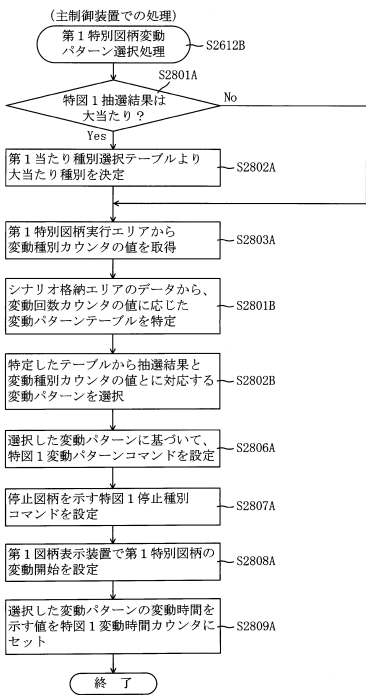 (主制御装置での処理)
第1特別図柄変動
パターン選択処理
S2612B
S2801A
特図1抽選結果は
大当たり?
No
Yes
第1当たり種別選択テーブルより
大当たり種別を決定
S2802A
第1特別図柄実行エリアから
変動種別カウンタの値を取得
S2803A
シナリオ格納エリアのデータから、
変動回数カウンタの値に応じた
変動パターンテーブルを特定
S2801B
特定したテーブルから抽選結果と
変動種別カウンタの値とに対応する
変動パターンを選択
S2802B
選択した変動パターンに基づいて、
特図1変動パターンコマンドを設定
S2806A
停止図柄を示す特図1停止種別
コマンドを設定
S2807A
第1図柄表示装置で第1特別図柄の
変動開始を設定
S2808A
選択した変動パターンの変動時間を
示す値を特図1変動時間カウンタに
セット
S2809A
終 了